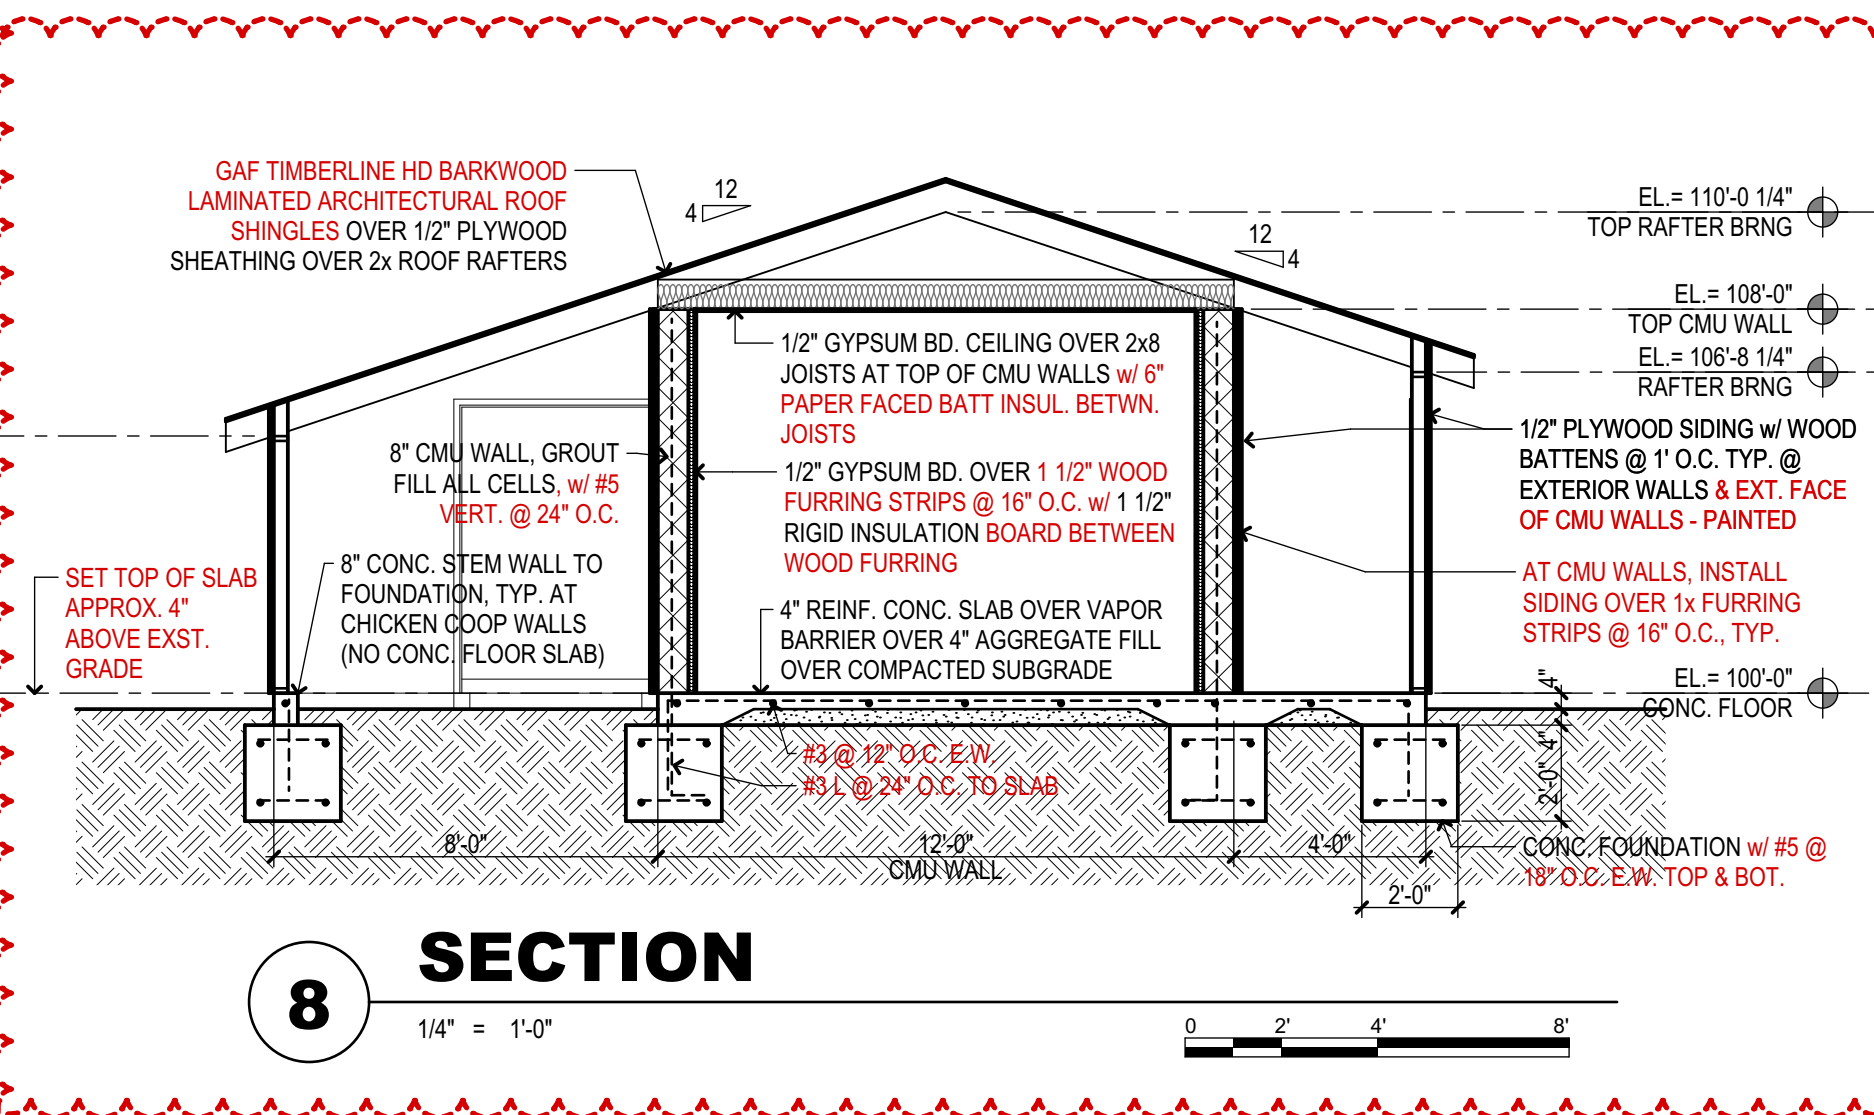 GAF TIMBERLINE HD BARKWOOD
LAMINATED ARCHITECTURAL ROOF
SHINGLES OVER 1/2" PLYWOOD
SHEATHING OVER 2x ROOF RAFTERS
12
4
12
4
EL.= 110'-0 1/4"
TOP RAFTER BRNG
EL.= 108'-0"
TOP CMU WALL
EL.= 106'-8 1/4"
RAFTER BRNG
1/2" GYPSUM BD. CEILING OVER 2x8
JOISTS AT TOP OF CMU WALLS w/ 6"
PAPER FACED BATT INSUL. BETWN.
JOISTS
8" CMU WALL, GROUT
FILL ALL CELLS, w/ #5
VERT. @ 24" O.C.
1/2" GYPSUM BD. OVER 1 1/2" WOOD
FURRING STRIPS @ 16" O.C. w/ 1 1/2"
RIGID INSULATION BOARD BETWEEN
WOOD FURRING
1/2" PLYWOOD SIDING w/ WOOD
BATTENS @ 1' O.C. TYP. @
EXTERIOR WALLS & EXT. FACE
OF CMU WALLS - PAINTED
SET TOP OF SLAB
APPROX. 4"
ABOVE EXST.
GRADE
8" CONC. STEM WALL TO
FOUNDATION, TYP. AT
CHICKEN COOP WALLS
(NO CONC. FLOOR SLAB)
4" REINF. CONC. SLAB OVER VAPOR
BARRIER OVER 4" AGGREGATE FILL
OVER COMPACTED SUBGRADE
AT CMU WALLS, INSTALL
SIDING OVER 1x FURRING
STRIPS @ 16" O.C., TYP.
EL.= 100'-0"
CONC. FLOOR
4"
4"
2'-0"
#3 @ 12" O.C. E.W.
#3 L @ 24" O.C. TO SLAB
8'-0"
12'-0"
CMU WALL
4'-0"
2'-0"
CONC. FOUNDATION w/ #5 @
18" O.C. E.W. TOP & BOT.
8
SECTION
1/4" = 1'-0"
0 2' 4' 8'